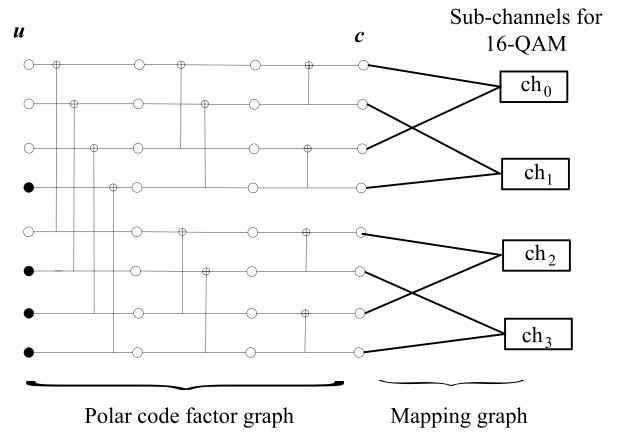 Sub-channels for
16-QAM
u
c
ch0
ch1
ch2
ch3
Polar code factor graph
Mapping graph